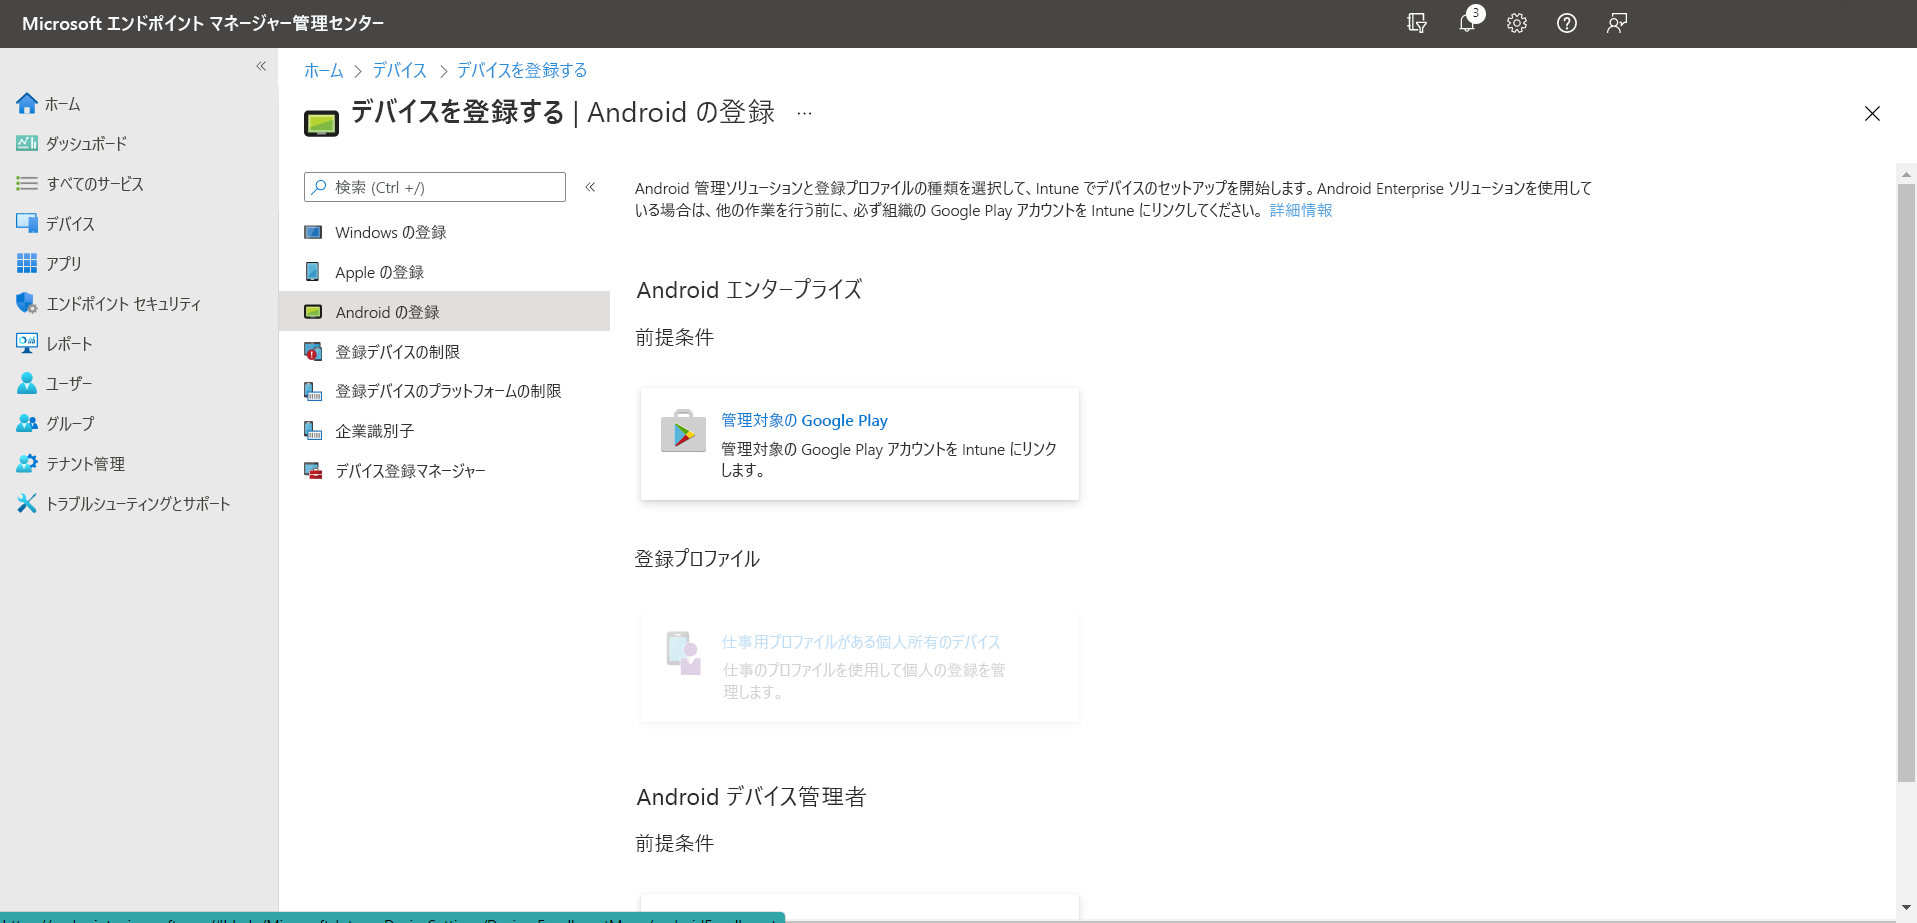 Microsoft エンドポイント マネージャー管理センター
3
ホーム
ダッシュボード
すべてのサービス
デバイス
アプリ
エンドポイント セキュリティ
レポート
ユーザー
グループ
テナント管理
トラブルシューティングとサポート
ホーム > デバイス > デバイスを登録する
デバイスを登録する | Android の登録 ...
検索 (Ctrl +/)
Windows の登録
Apple の登録
Android の登録
登録デバイスの制限
登録デバイスのプラットフォームの制限
企業識別子
デバイス登録マネージャー
Android 管理ソリューションと登録プロファイルの種類を選択して、Intune でデバイスのセットアップを開始します。Android Enterprise ソリューションを使用して
いる場合は、他の作業を行う前に、必ず組織の Google Play アカウントを Intune にリンクしてください。 詳細情報
Android エンタープライズ
前提条件
管理対象の Google Play
管理対象の Google Play アカウントを Intune にリンク
します。
登録プロファイル
仕事用プロファイルがある個人所有のデバイス
仕事のプロファイルを使用して個人の登録を管
理します。
Android デバイス管理者
前提条件